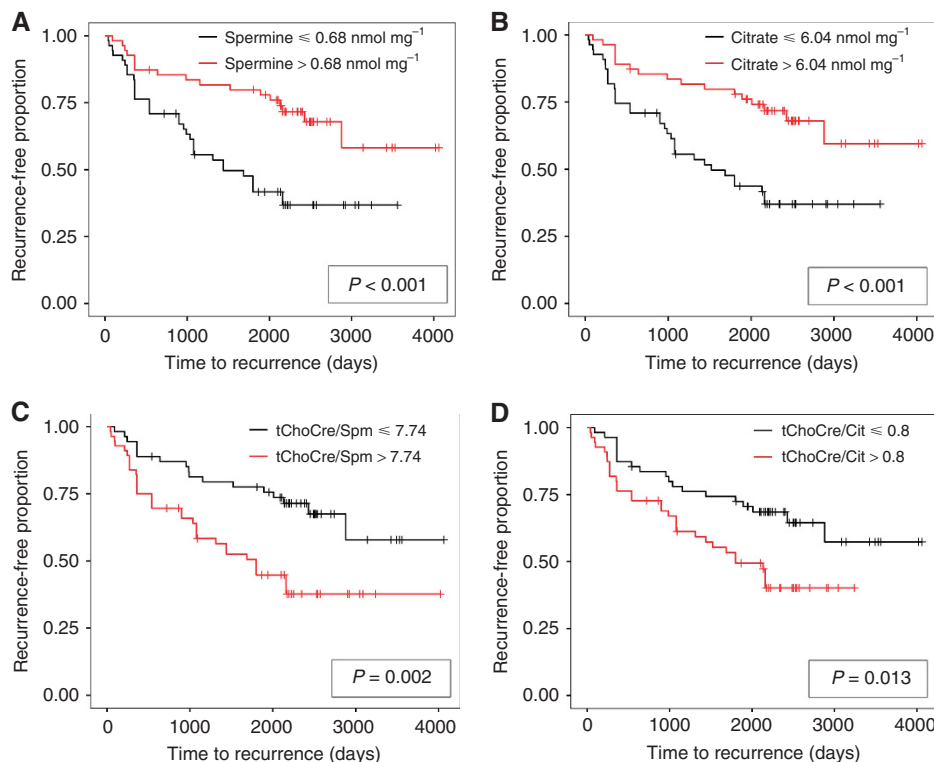 A
Recurrence-free proportion
1.00
0.75
0.50
0.25
0.00
Spermine ≤ 0.68 nmol mg⁻¹
Spermine > 0.68 nmol mg⁻¹
P < 0.001
0 1000 2000 3000 4000
Time to recurrence (days)
B
Recurrence-free proportion
1.00
0.75
0.50
0.25
0.00
Citrate ≤ 6.04 nmol mg⁻¹
Citrate > 6.04 nmol mg⁻¹
P < 0.001
0 1000 2000 3000 4000
Time to recurrence (days)
C
Recurrence-free proportion
1.00
0.75
0.50
0.25
0.00
tChoCre/Spm ≤ 7.74
tChoCre/Spm > 7.74
P = 0.002
0 1000 2000 3000 4000
Time to recurrence (days)
D
Recurrence-free proportion
1.00
0.75
0.50
0.25
0.00
tChoCre/Cit ≤ 0.8
tChoCre/Cit > 0.8
P = 0.013
0 1000 2000 3000 4000
Time to recurrence (days)